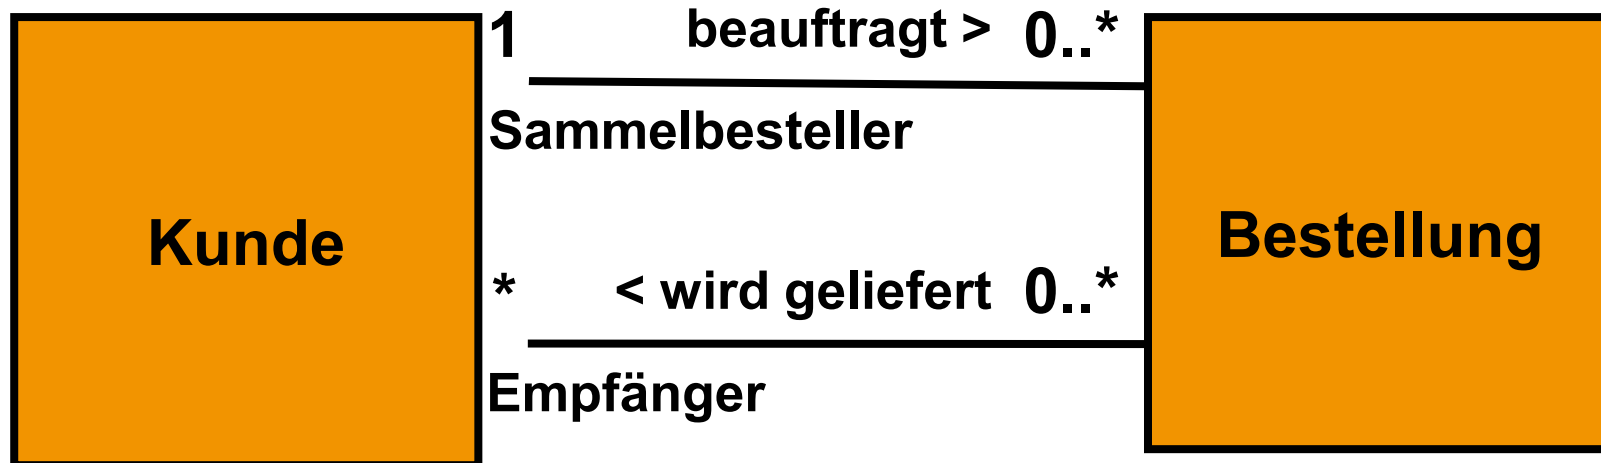 1 beauftragt > 0..*
Sammelbesteller
Kunde
Bestellung
* < wird geliefert 0..*
Empfänger